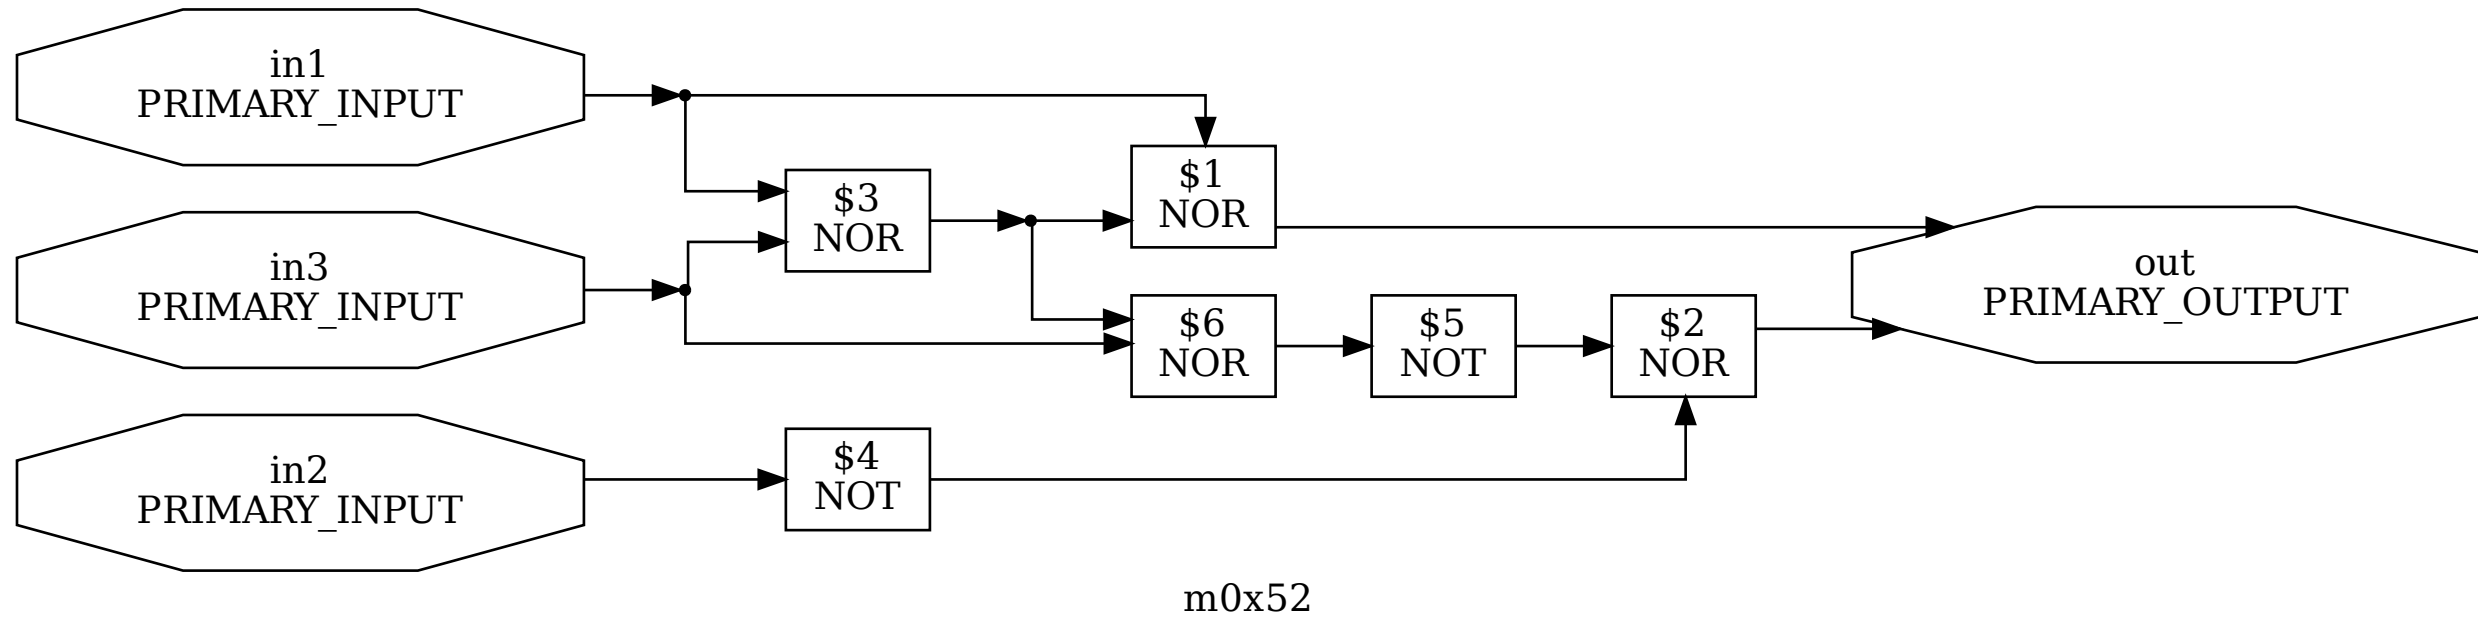 in1
PRIMARY_INPUT
$3
NOR
$1
NOR
in3
PRIMARY_INPUT
out
PRIMARY_OUTPUT
$6
NOR
$5
NOT
$2
NOR
in2
PRIMARY_INPUT
$4
NOT
m0x52